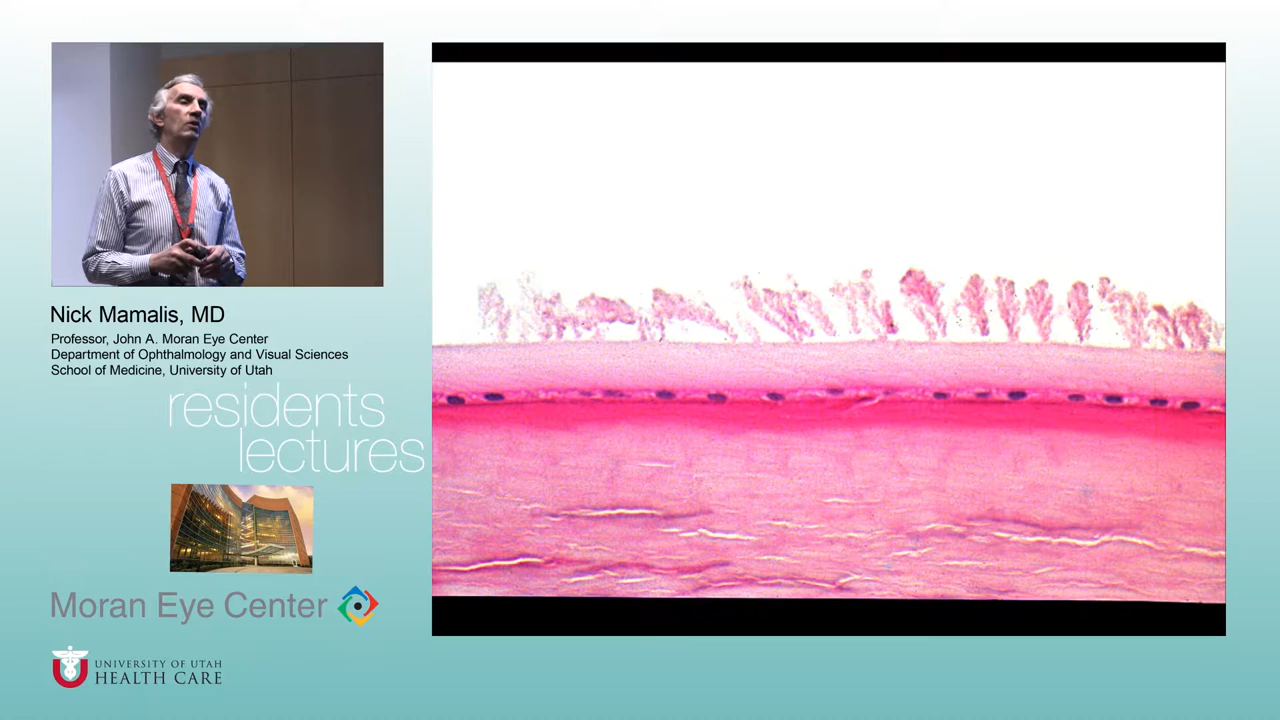 Nick Mamalis, MD
Professor, John A. Moran Eye Center
Department of Ophthalmology and Visual Sciences
School of Medicine, University of Utah
residents
lectures
Moran Eye Center
UNIVERSITY OF UTAH
HEALTH CARE